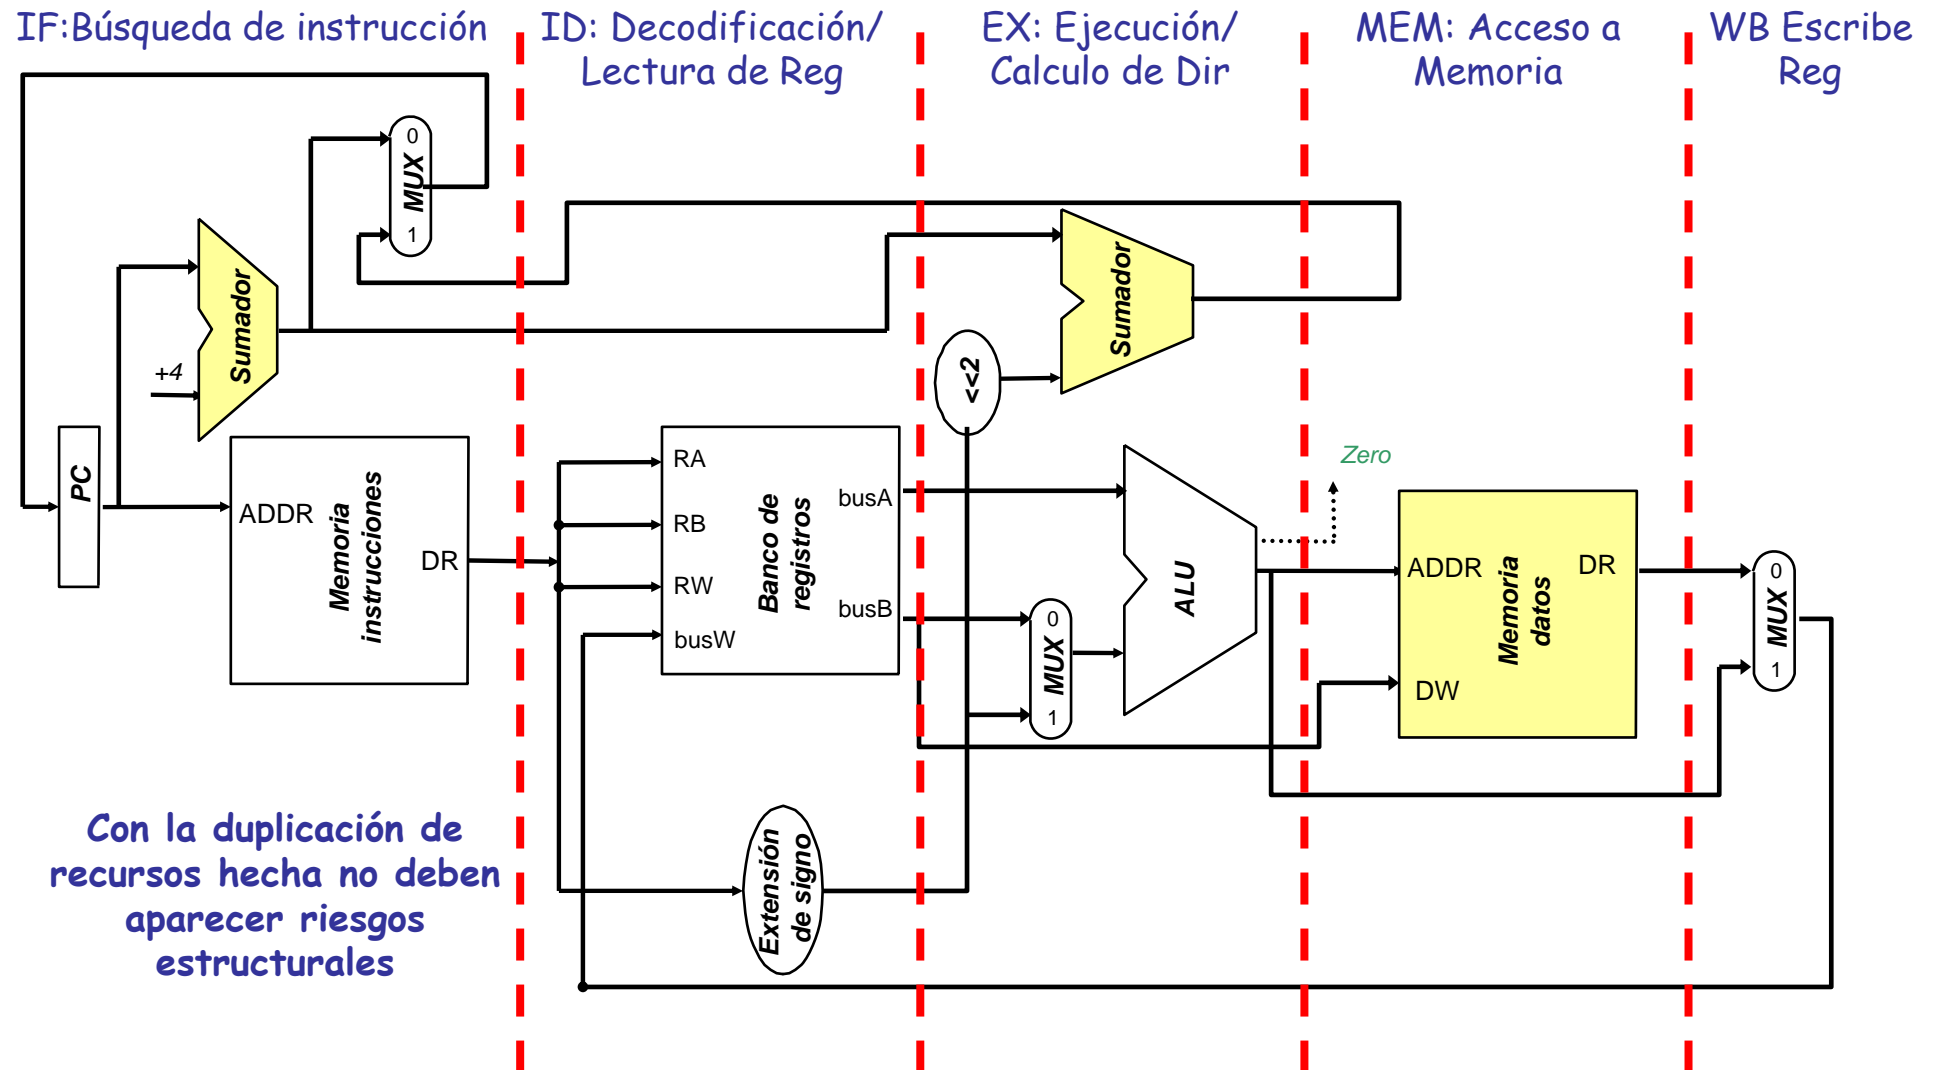 IF:Búsqueda de instrucción
ID: Decodificación/
Lectura de Reg
EX: Ejecución/
Calculo de Dir
MEM: Acceso a
Memoria
WB Escribe
Reg
0
MUX
1
Sumador
+4
PC
ADDR
Memoria
instrucciones
DR
RA
RB
RW
busW
Banco de
registros
busA
busB
Extensión
de signo
<<2
Sumador
0
MUX
1
ALU
Zero
ADDR
DW
Memoria
datos
DR
0
MUX
1
Con la duplicación de
recursos hecha no deben
aparecer riesgos
estructurales